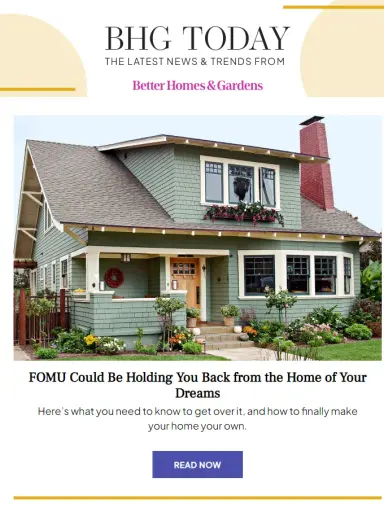 BHG TODAY
THE LATEST NEWS & TRENDS FROM
Better Homes & Gardens
FOMU Could Be Holding You Back from the Home of Your
Dreams
Here's what you need to know to get over it, and how to finally make
your home your own.
READ NOW